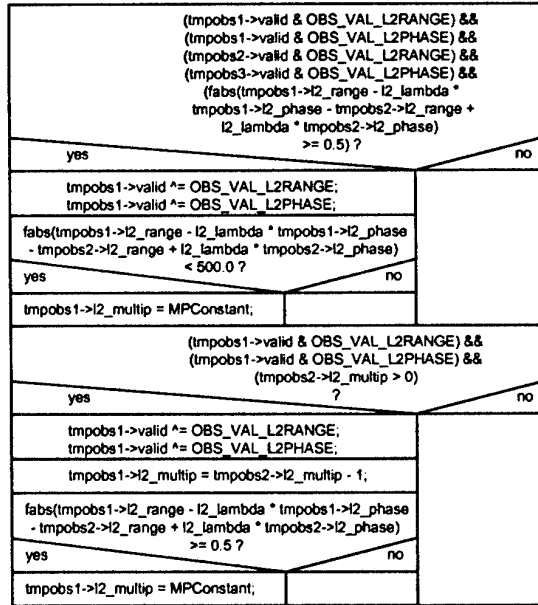 (tmpobs1->valid & OBS_VAL_L2RANGE) &&
(tmpobs1->valid & OBS_VAL_L2PHASE) &&
(tmpobs2->valid & OBS_VAL_L2RANGE) &&
(tmpobs3->valid & OBS_VAL_L2PHASE) &&
(fabs(tmpobs1->l2_range - l2_lambda *
tmpobs1->l2_phase - tmpobs2->l2_range +
l2_lambda * tmpobs2->l2_phase)
>= 0.5) ?
yes no
tmpobs1->valid ^= OBS_VAL_L2RANGE;
tmpobs1->valid ^= OBS_VAL_L2PHASE;
fabs(tmpobs1->l2_range - l2_lambda * tmpobs1->l2_phase
- tmpobs2->l2_range + l2_lambda * tmpobs2->l2_phase)
< 500.0 ?
yes no
tmpobs1->l2_multip = MPConstant;
(tmpobs1->valid & OBS_VAL_L2RANGE) &&
(tmpobs1->valid & OBS_VAL_L2PHASE) &&
(tmpobs2->l2_multip > 0)
?
yes no
tmpobs1->valid ^= OBS_VAL_L2RANGE;
tmpobs1->valid ^= OBS_VAL_L2PHASE;
tmpobs1->l2_multip = tmpobs2->l2_multip - 1;
fabs(tmpobs1->l2_range - l2_lambda * tmpobs1->l2_phase
- tmpobs2->l2_range + l2_lambda * tmpobs2->l2_phase)
>= 0.5 ?
yes no
tmpobs1->l2_multip = MPConstant;